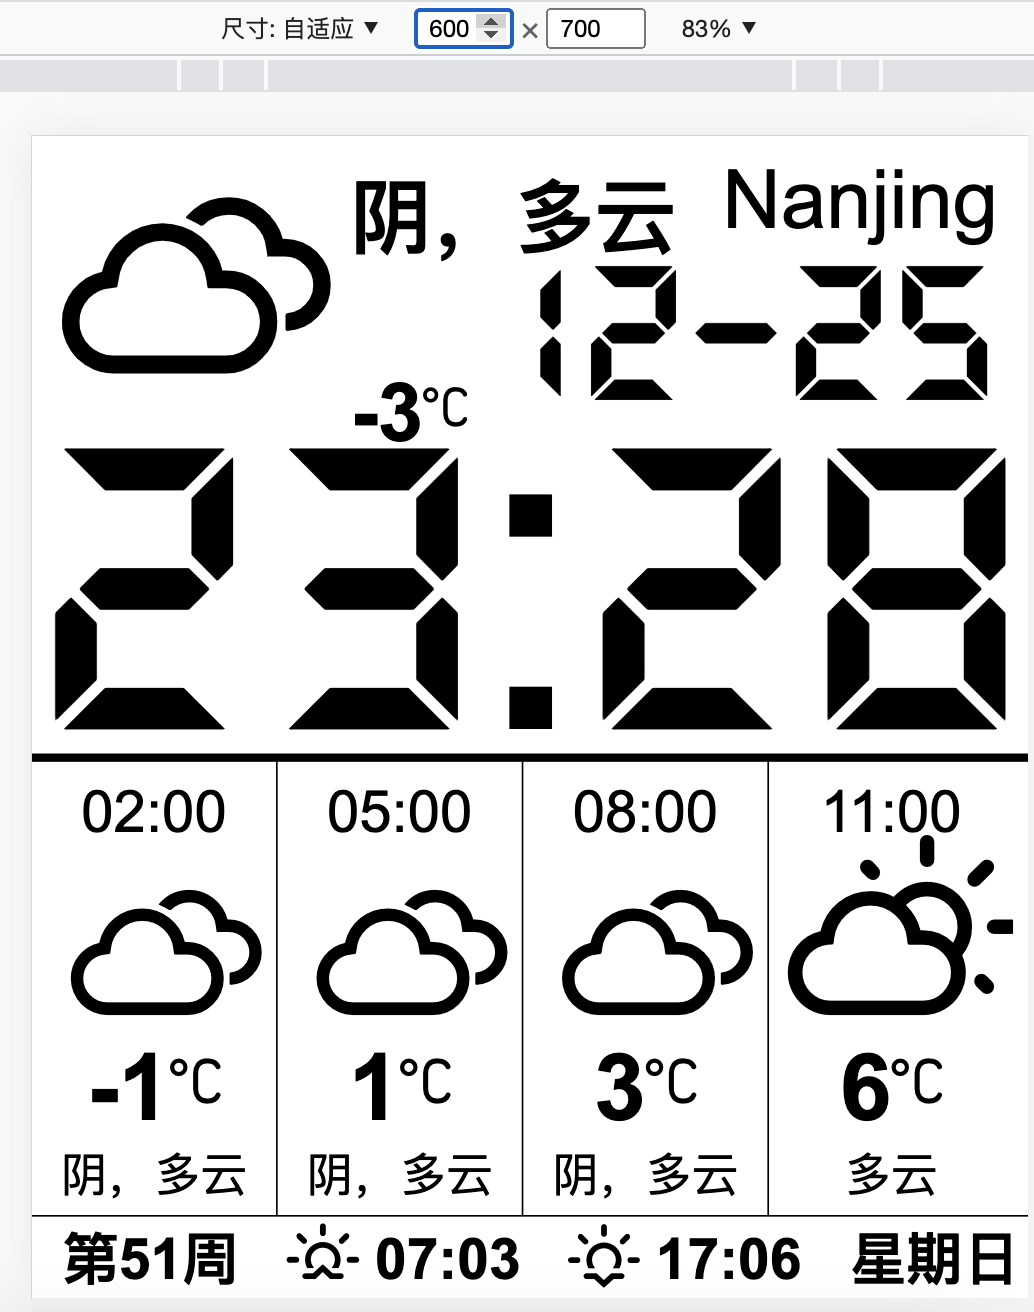 尺寸: 自适应 ▼ 600 × 700 83% ▼
阴，多云 Nanjing
12-25
-3°C
23:28
02:00 05:00 08:00 11:00
-1°C 1°C 3°C 6°C
阴，多云 阴，多云 阴，多云 多云
第51周 07:03 17:06 星期日